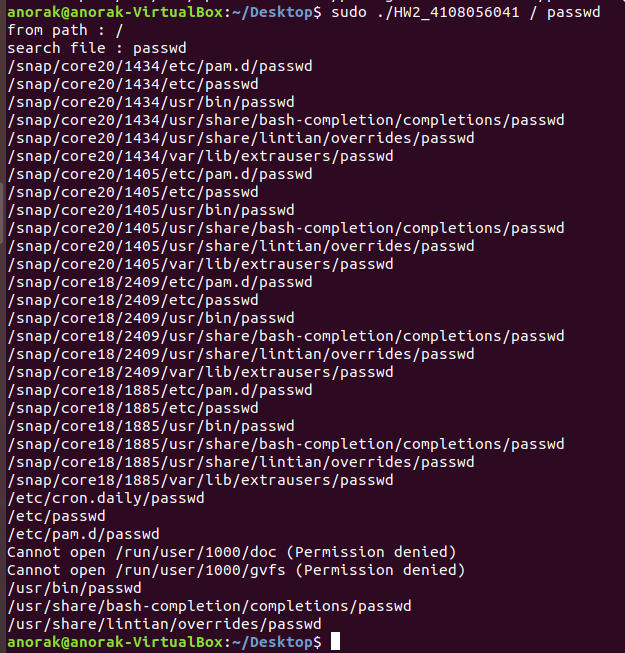 anorak@anorak-VirtualBox:~/Desktop$ sudo ./HW2_4108056041 / passwd
from path : /
search file : passwd
/snap/core20/1434/etc/pam.d/passwd
/snap/core20/1434/etc/passwd
/snap/core20/1434/usr/bin/passwd
/snap/core20/1434/usr/share/bash-completion/completions/passwd
/snap/core20/1434/usr/share/lintian/overrides/passwd
/snap/core20/1434/var/lib/extrausers/passwd
/snap/core20/1405/etc/pam.d/passwd
/snap/core20/1405/etc/passwd
/snap/core20/1405/usr/bin/passwd
/snap/core20/1405/usr/share/bash-completion/completions/passwd
/snap/core20/1405/usr/share/lintian/overrides/passwd
/snap/core20/1405/var/lib/extrausers/passwd
/snap/core18/2409/etc/pam.d/passwd
/snap/core18/2409/etc/passwd
/snap/core18/2409/usr/bin/passwd
/snap/core18/2409/usr/share/bash-completion/completions/passwd
/snap/core18/2409/usr/share/lintian/overrides/passwd
/snap/core18/2409/var/lib/extrausers/passwd
/snap/core18/1885/etc/pam.d/passwd
/snap/core18/1885/etc/passwd
/snap/core18/1885/usr/bin/passwd
/snap/core18/1885/usr/share/bash-completion/completions/passwd
/snap/core18/1885/usr/share/lintian/overrides/passwd
/snap/core18/1885/var/lib/extrausers/passwd
/etc/cron.daily/passwd
/etc/passwd
/etc/pam.d/passwd
Cannot open /run/user/1000/doc (Permission denied)
Cannot open /run/user/1000/gvfs (Permission denied)
/usr/bin/passwd
/usr/share/bash-completion/completions/passwd
/usr/share/lintian/overrides/passwd
anorak@anorak-VirtualBox:~/Desktop$